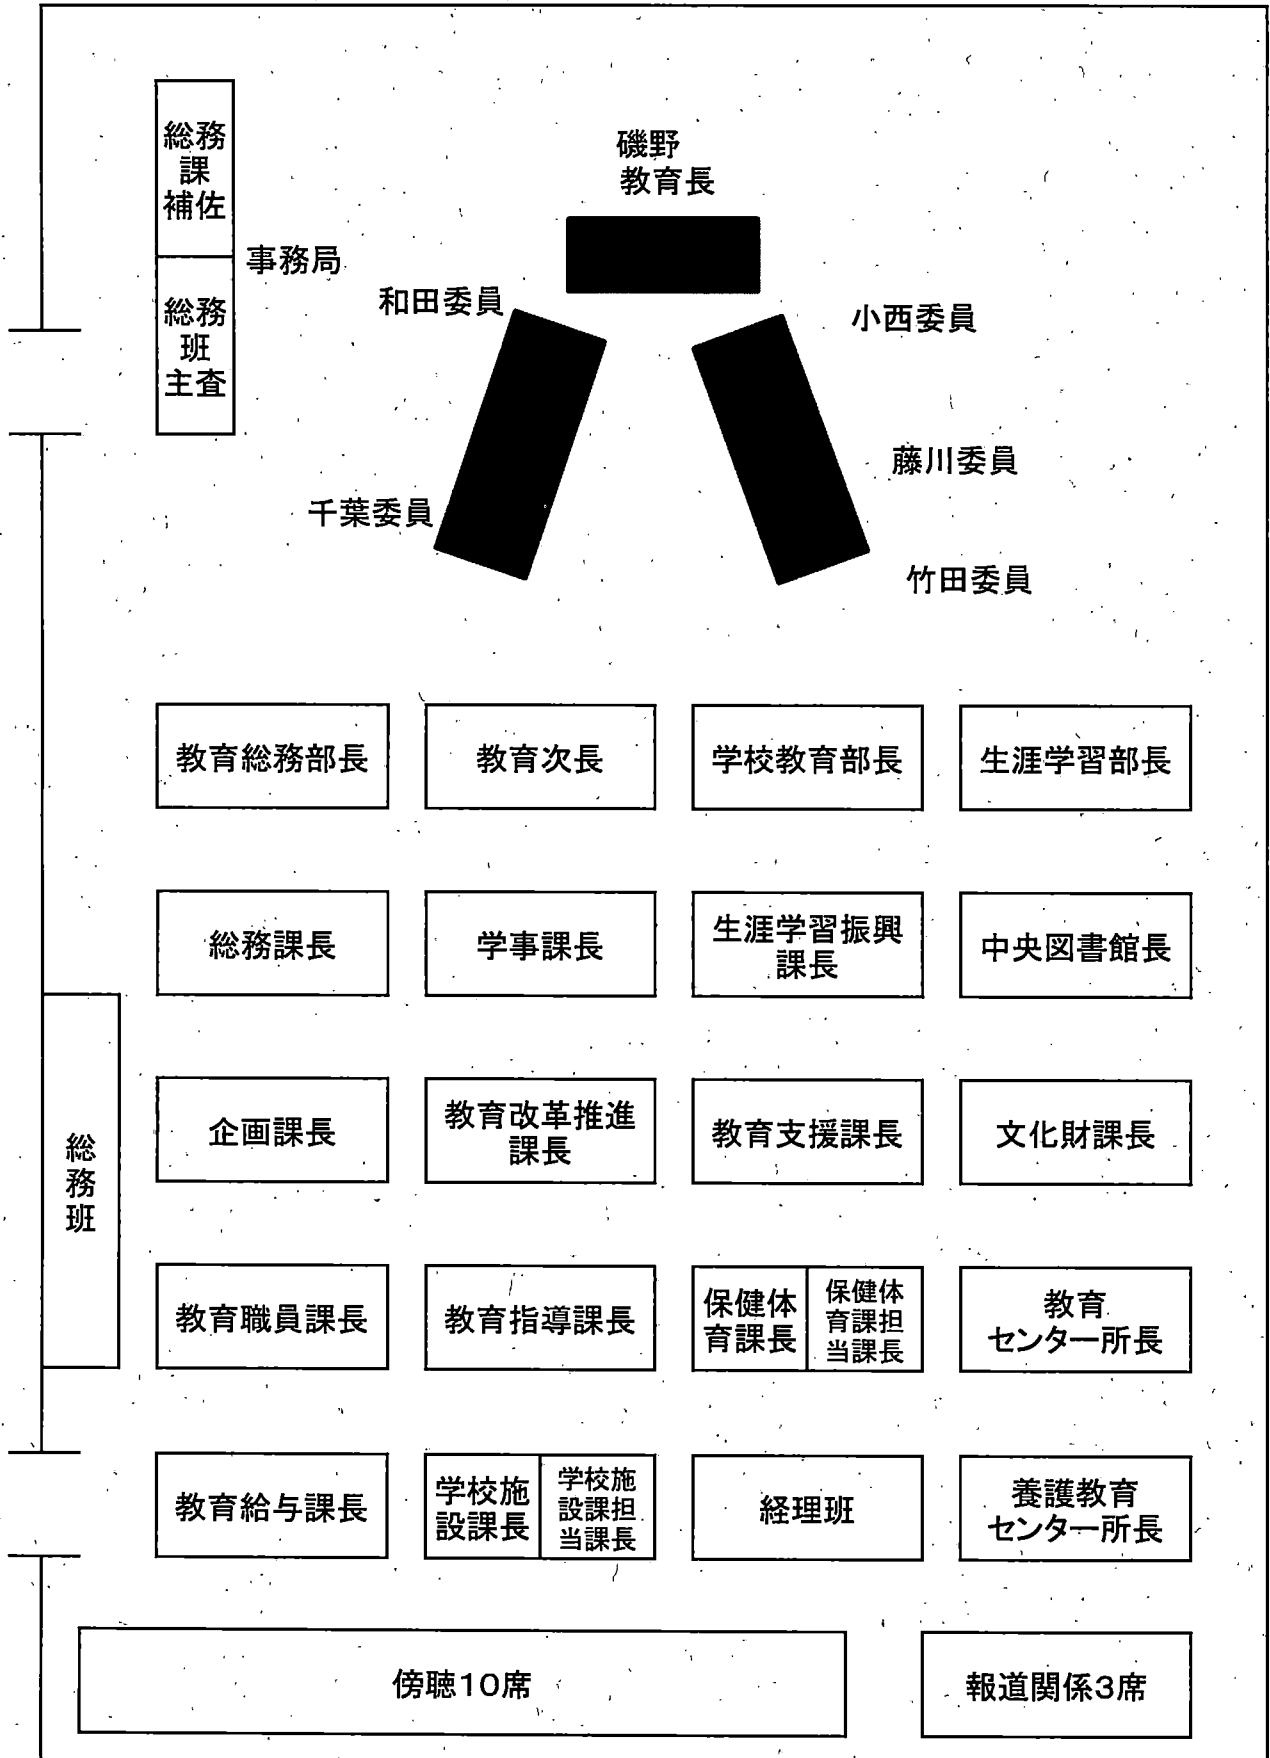 総務
課
補佐
事務局
総務
班
主査
磯野
教育長
和田委員
小西委員
藤川委員
千葉委員
竹田委員
教育総務部長
教育次長
学校教育部長
生涯学習部長
総務課長
学事課長
生涯学習振興
課長
中央図書館長
総
務
班
企画課長
教育改革推進
課長
教育支援課長
文化財課長
教育職員課長
教育指導課長
保健体
育課長
保健体
育課担
当課長
教育
センター所長
教育給与課長
学校施
設課長
学校施
設課担
当課長
経理班
養護教育
センター所長
傍聴10席
報道関係3席